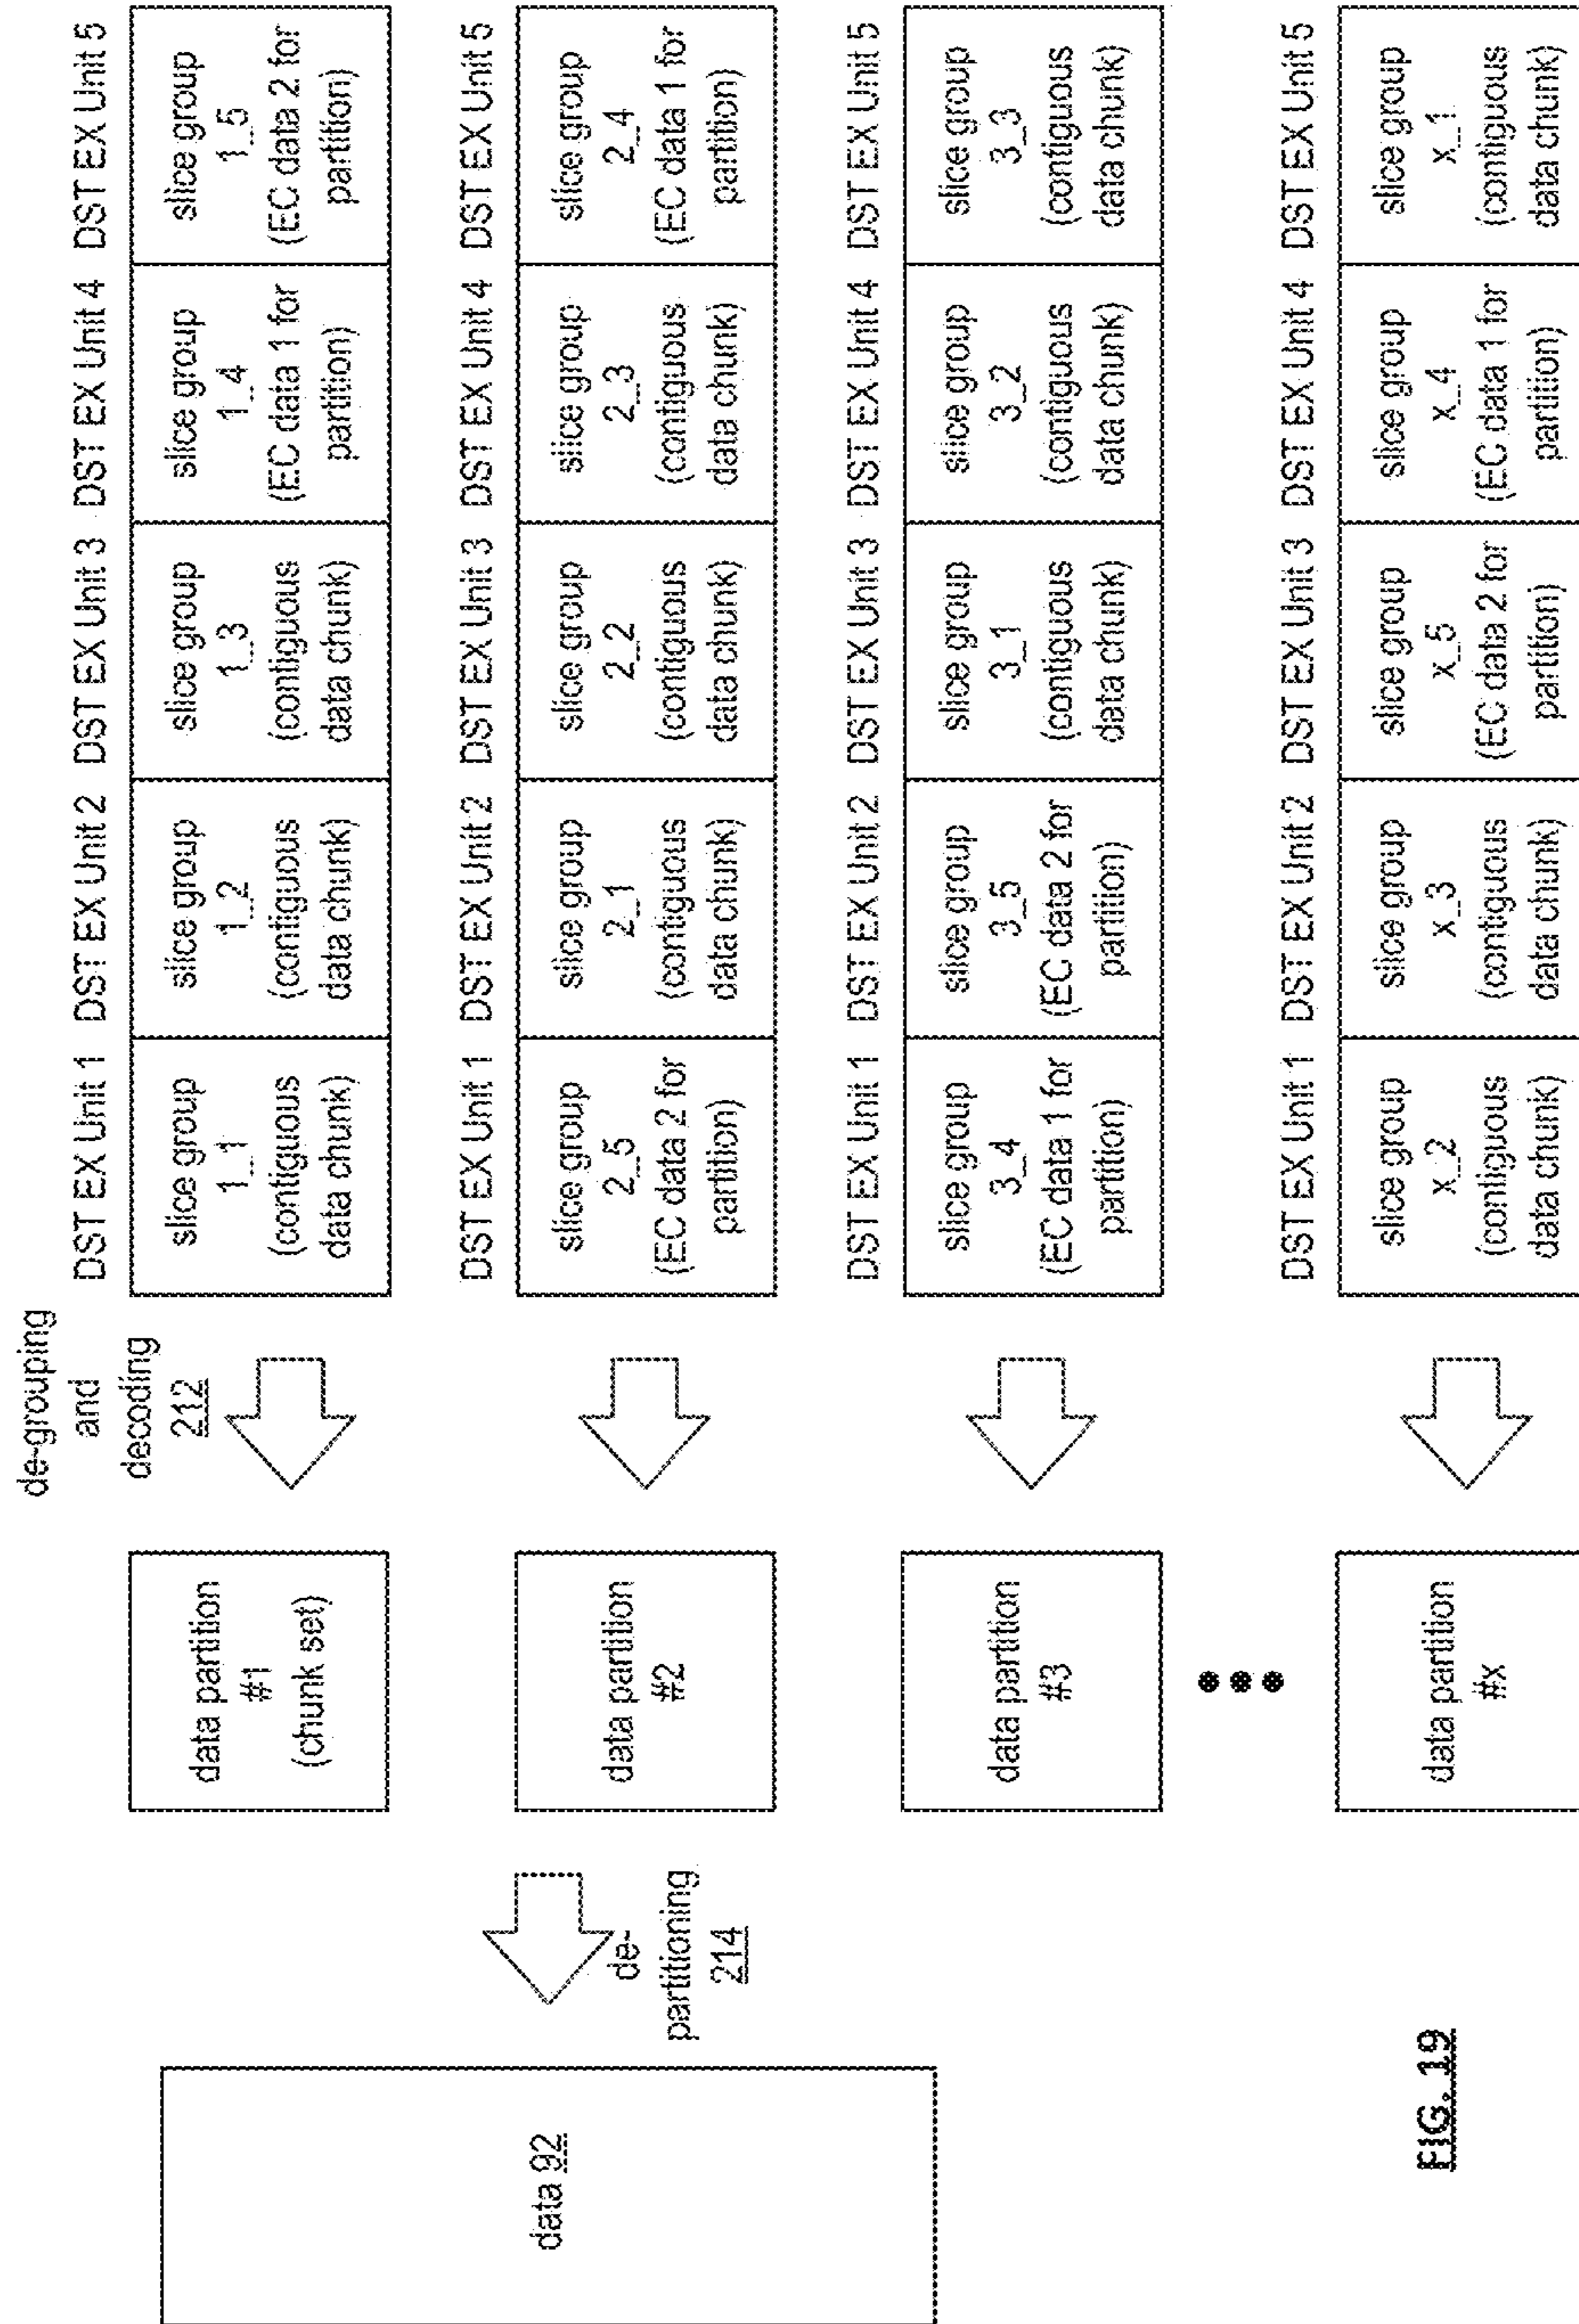 de-grouping
and
decoding
212
DST EX Unit 1 DST EX Unit 2 DST EX Unit 3 DST EX Unit 4 DST EX Unit 5
data partition
#1
(chunk set)
slice group
1_1
(contiguous
data chunk)
slice group
1_2
(contiguous
data chunk)
slice group
1_3
(contiguous
data chunk)
slice group
1_4
(EC data 1 for
partition)
slice group
1_5
(EC data 2 for
partition)
DST EX Unit 1 DST EX Unit 2 DST EX Unit 3 DST EX Unit 4 DST EX Unit 5
data 92
de-
partitioning
214
data partition
#2
slice group
2_5
(EC data 2 for
partition)
slice group
2_1
(contiguous
data chunk)
slice group
2_2
(contiguous
data chunk)
slice group
2_3
(contiguous
data chunk)
slice group
2_4
(EC data 1 for
partition)
DST EX Unit 1 DST EX Unit 2 DST EX Unit 3 DST EX Unit 4 DST EX Unit 5
data partition
#3
slice group
3_4
(EC data 1 for
partition)
slice group
3_5
(EC data 2 for
partition)
slice group
3_1
(contiguous
data chunk)
slice group
3_2
(contiguous
data chunk)
slice group
3_3
(contiguous
data chunk)
DST EX Unit 1 DST EX Unit 2 DST EX Unit 3 DST EX Unit 4 DST EX Unit 5
data partition
#x
slice group
x_2
(contiguous
data chunk)
slice group
x_3
(contiguous
data chunk)
slice group
x_5
(EC data 2 for
partition)
slice group
x_4
(EC data 1 for
partition)
slice group
x_1
(contiguous
data chunk)
FIG. 19